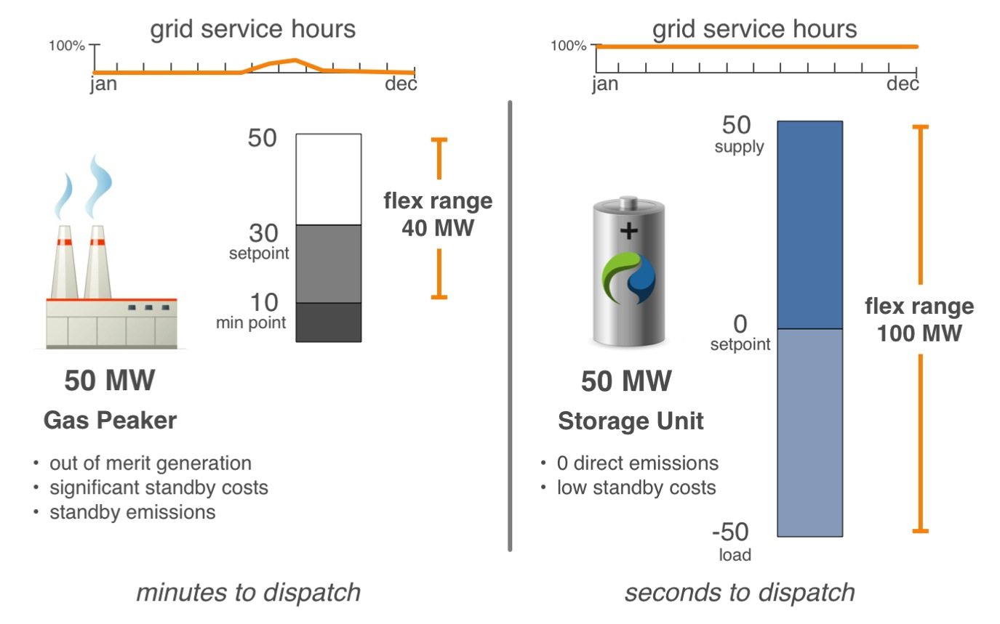 grid service hours
100%
jan
dec
50
30
setpoint
10
min point
flex range
40 MW
50 MW
Gas Peaker
• out of merit generation
• significant standby costs
• standby emissions
minutes to dispatch
grid service hours
100%
jan
dec
50
supply
+
0
setpoint
-50
load
flex range
100 MW
50 MW
Storage Unit
• 0 direct emissions
• low standby costs
seconds to dispatch